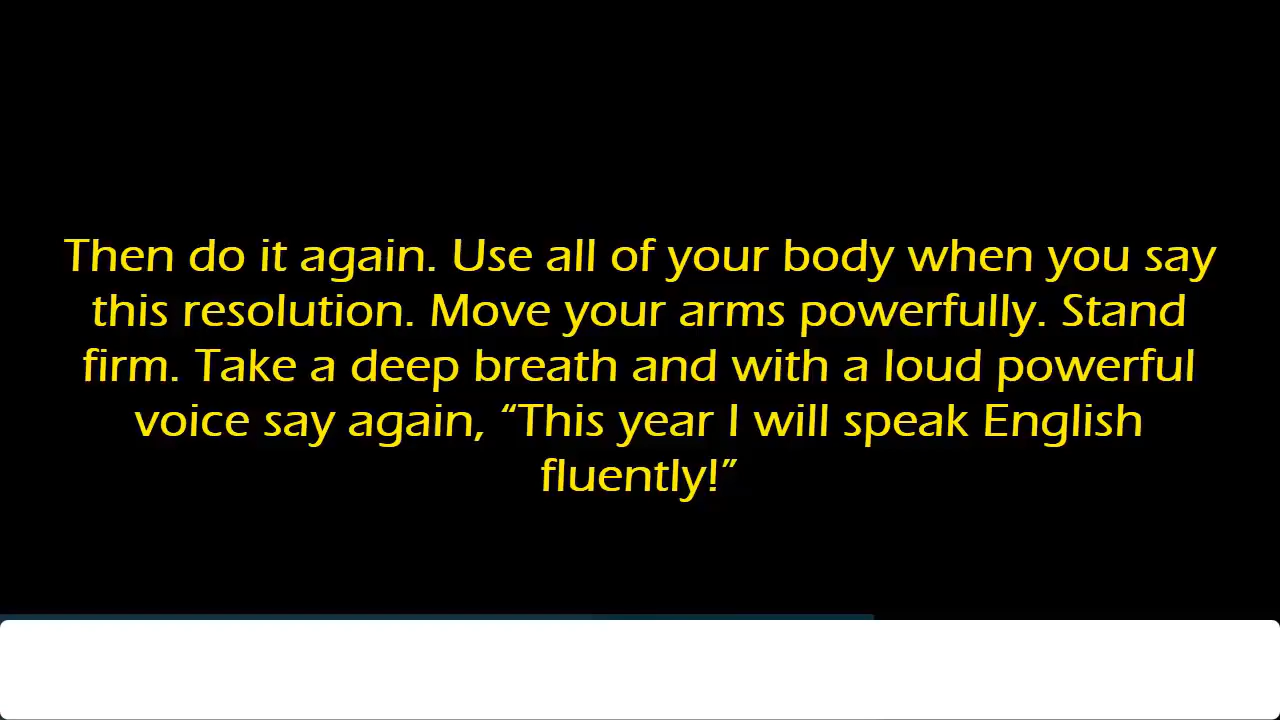 Then do it again. Use all of your body when you say
this resolution. Move your arms powerfully. Stand
firm. Take a deep breath and with a loud powerful
voice say again, “This year I will speak English
fluently!”